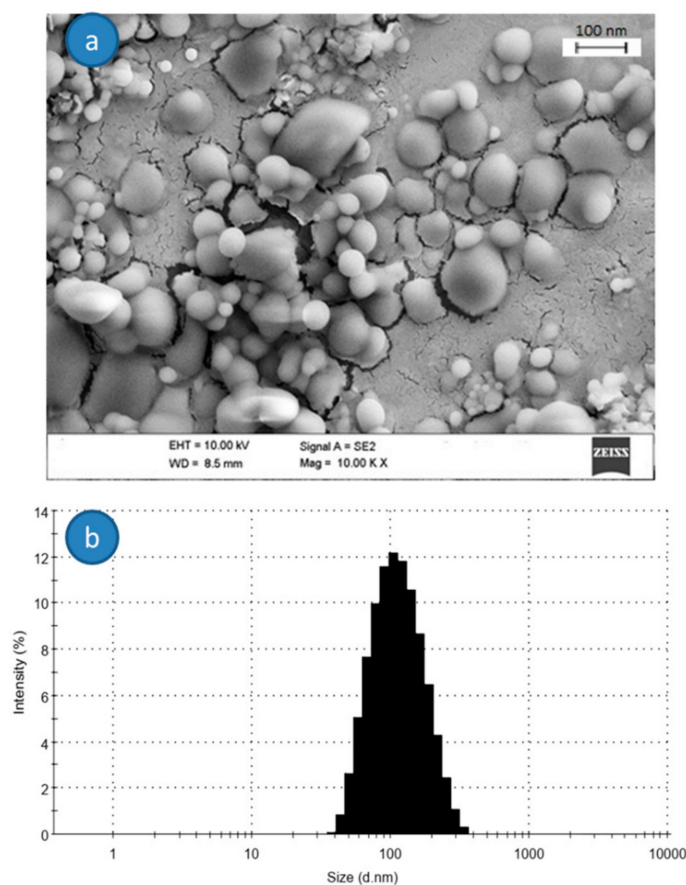 a
100 nm
EHT = 10.00 kV Signal A = SE2
WD = 8.5 mm Mag = 10.00 K X
ZEISS
b
14
12
10
8
6
4
2
0
Intensity (%)
1 10 100 1000 10000
Size (d.nm)